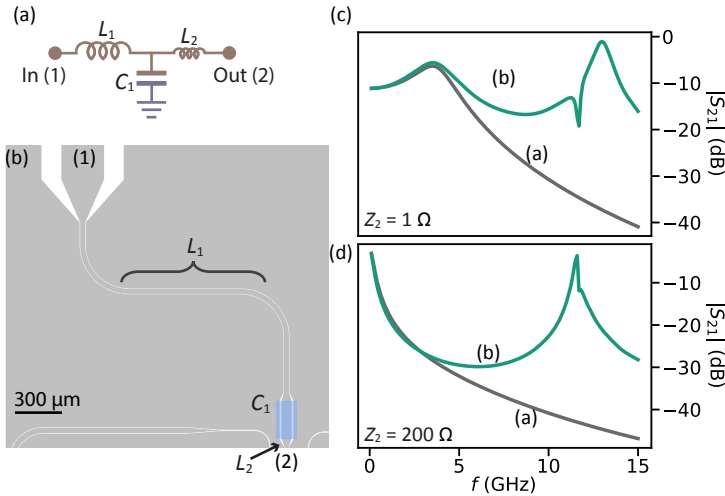 (a)
L₁
L₂
In (1)
C₁
Out (2)
(b)
(1)
L₁
300 μm
C₁
L₂
(2)
(c)
0
−10
−20
−30
−40
|S₂₁| (dB)
(b)
(a)
Z₂ = 1 Ω
(d)
−10
−20
−30
−40
|S₂₁| (dB)
(b)
(a)
Z₂ = 200 Ω
0
5
10
15
f (GHz)